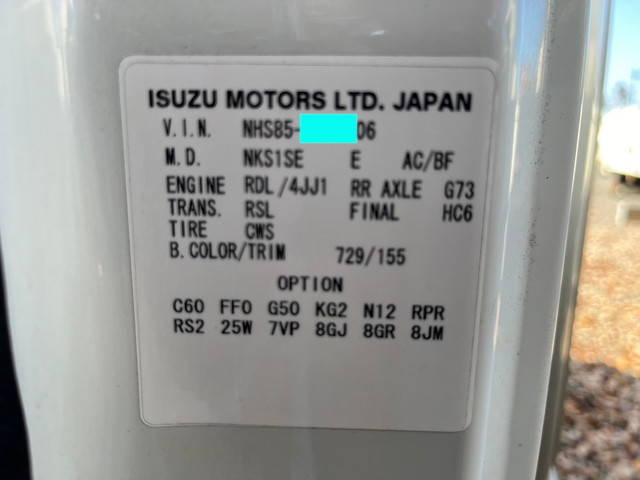 ISUZU MOTORS LTD. JAPAN
V.I.N. NHS85-06
M.D. NKS1SE E AC/BF
ENGINE RDL/4JJ1 RR AXLE G73
TRANS. RSL FINAL HC6
TIRE CWS
B.COLOR/TRIM 729/155
OPTION
C60 FF0 G50 KG2 N12 RPR
RS2 25W 7VP 8GJ 8GR 8JM